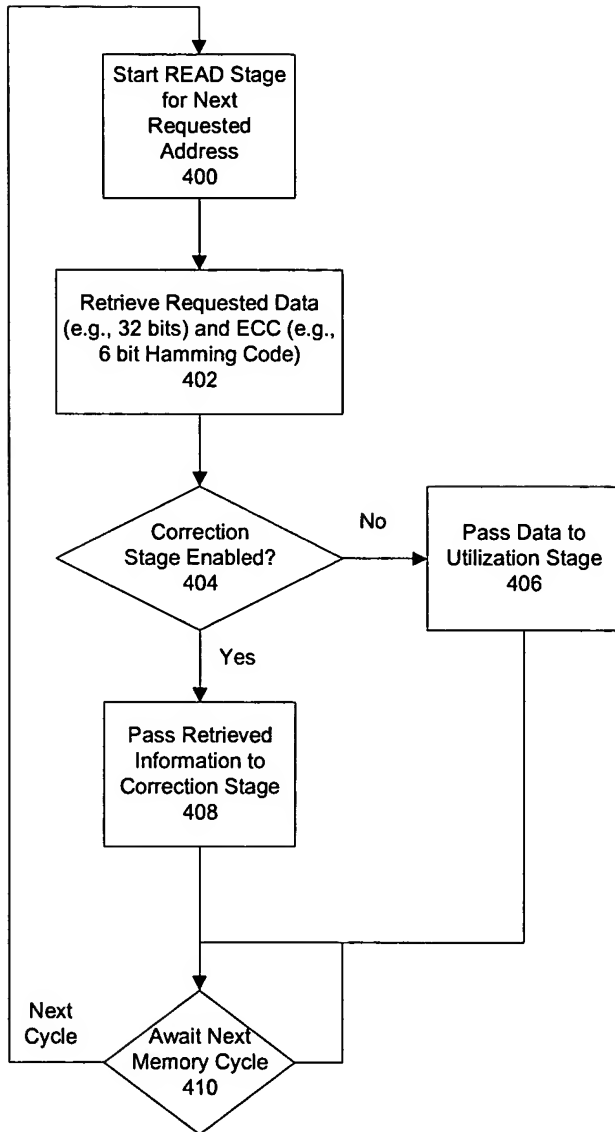 Start READ Stage
for Next
Requested
Address
400
Retrieve Requested Data
(e.g., 32 bits) and ECC (e.g.,
6 bit Hamming Code)
402
Correction
Stage Enabled?
404
No
Pass Data to
Utilization Stage
406
Yes
Pass Retrieved
Information to
Correction Stage
408
Next
Cycle
Await Next
Memory Cycle
410